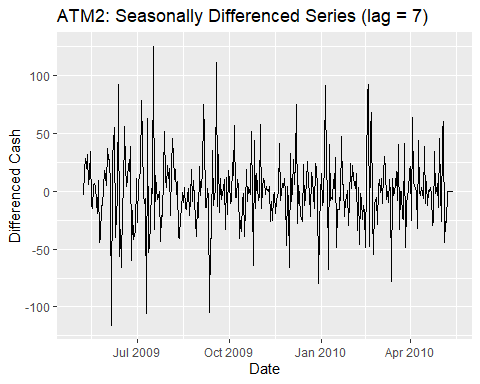 ATM2: Seasonally Differenced Series (lag = 7)
100
50
0
-50
-100
Differenced Cash
Jul 2009 Oct 2009 Jan 2010 Apr 2010
Date